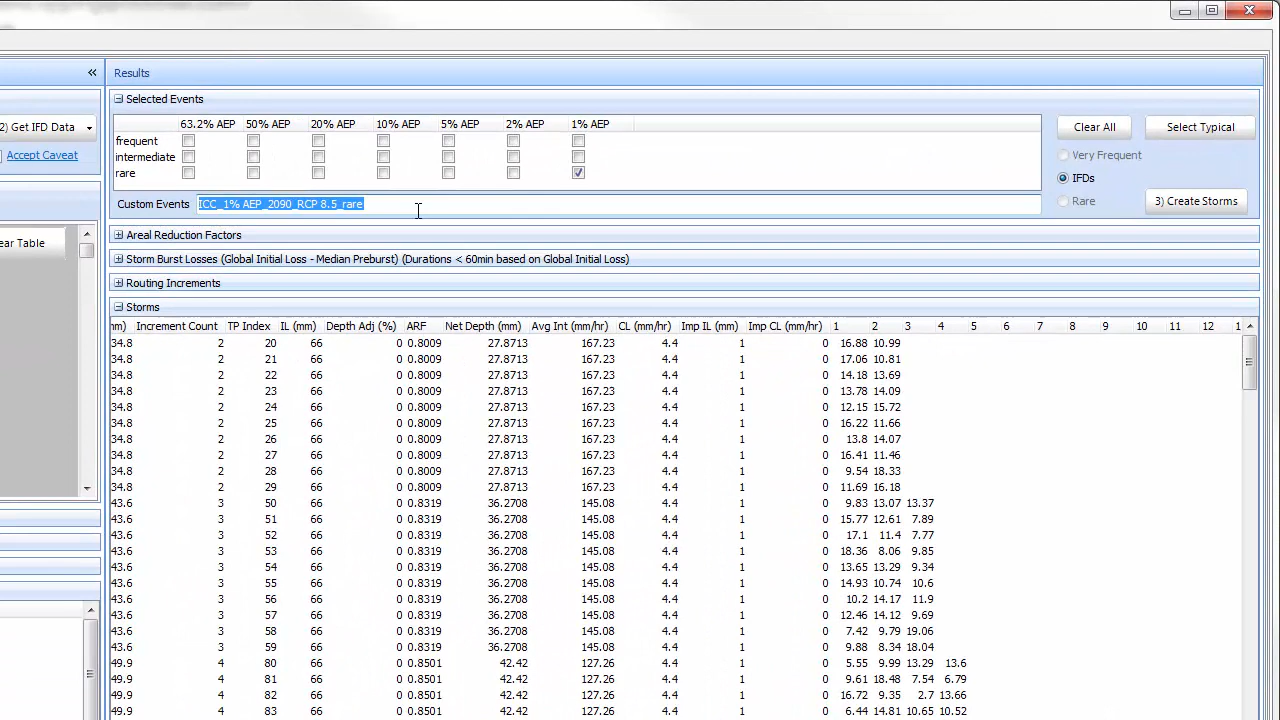 «
Results
Selected Events
2) Get IFD Data
63.2% AEP 50% AEP 20% AEP 10% AEP 5% AEP 2% AEP 1% AEP
Clear All
Select Typical
frequent
Accept Caveat
intermediate
Very Frequent
rare
IFDs
Custom Events ICC_1% AEP_2090_RCP 8.5_rare
Rare
3) Create Storms
Areal Reduction Factors
ear Table
Storm Burst Losses (Global Initial Loss - Median Preburst) (Durations < 60min based on Global Initial Loss)
Routing Increments
Storms
nm) Increment Count TP Index IL (mm) Depth Adj (%) ARF Net Depth (mm) Avg Int (mm/hr) CL (mm/hr) Imp IL (mm) Imp CL (mm/hr) 1 2 3 4 5 6 7 8 9 10 11 12 1
34.8 2 20 66 0 0.8009 27.8713 167.23 4.4 1 0 16.88 10.99
34.8 2 21 66 0 0.8009 27.8713 167.23 4.4 1 0 17.06 10.81
34.8 2 22 66 0 0.8009 27.8713 167.23 4.4 1 0 14.18 13.69
34.8 2 23 66 0 0.8009 27.8713 167.23 4.4 1 0 13.78 14.09
34.8 2 24 66 0 0.8009 27.8713 167.23 4.4 1 0 12.15 15.72
34.8 2 25 66 0 0.8009 27.8713 167.23 4.4 1 0 16.22 11.66
34.8 2 26 66 0 0.8009 27.8713 167.23 4.4 1 0 13.8 14.07
34.8 2 27 66 0 0.8009 27.8713 167.23 4.4 1 0 16.41 11.46
34.8 2 28 66 0 0.8009 27.8713 167.23 4.4 1 0 9.54 18.33
34.8 2 29 66 0 0.8009 27.8713 167.23 4.4 1 0 11.69 16.18
43.6 3 50 66 0 0.8319 36.2708 145.08 4.4 1 0 9.83 13.07 13.37
43.6 3 51 66 0 0.8319 36.2708 145.08 4.4 1 0 15.77 12.61 7.89
43.6 3 52 66 0 0.8319 36.2708 145.08 4.4 1 0 17.1 11.4 7.77
43.6 3 53 66 0 0.8319 36.2708 145.08 4.4 1 0 18.36 8.06 9.85
43.6 3 54 66 0 0.8319 36.2708 145.08 4.4 1 0 13.65 13.29 9.34
43.6 3 55 66 0 0.8319 36.2708 145.08 4.4 1 0 14.93 10.74 10.6
43.6 3 56 66 0 0.8319 36.2708 145.08 4.4 1 0 10.2 14.17 11.9
43.6 3 57 66 0 0.8319 36.2708 145.08 4.4 1 0 12.46 14.12 9.69
43.6 3 58 66 0 0.8319 36.2708 145.08 4.4 1 0 7.42 9.79 19.06
43.6 3 59 66 0 0.8319 36.2708 145.08 4.4 1 0 9.88 8.34 18.04
49.9 4 80 66 0 0.8501 42.42 127.26 4.4 1 0 5.55 9.99 13.29 13.6
49.9 4 81 66 0 0.8501 42.42 127.26 4.4 1 0 9.61 18.48 7.54 6.79
49.9 4 82 66 0 0.8501 42.42 127.26 4.4 1 0 16.72 9.35 2.7 13.66
49.9 4 83 66 0 0.8501 42.42 127.26 4.4 1 0 6.44 14.81 10.65 10.52